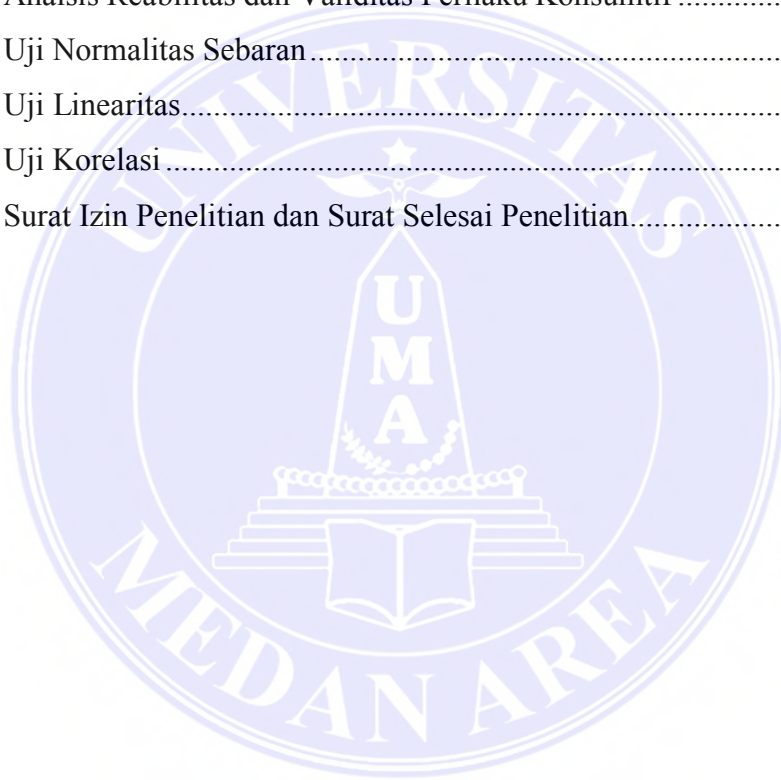 Analisis Reabilitas dan Validitas Perilaku Konsumtif ............
Uji Normalitas Sebaran ............
Uji Linearitas ............
Uji Korelasi ............
Surat Izin Penelitian dan Surat Selesai Penelitian ............
UNIVERSITAS
UMA
MEDAN AREA